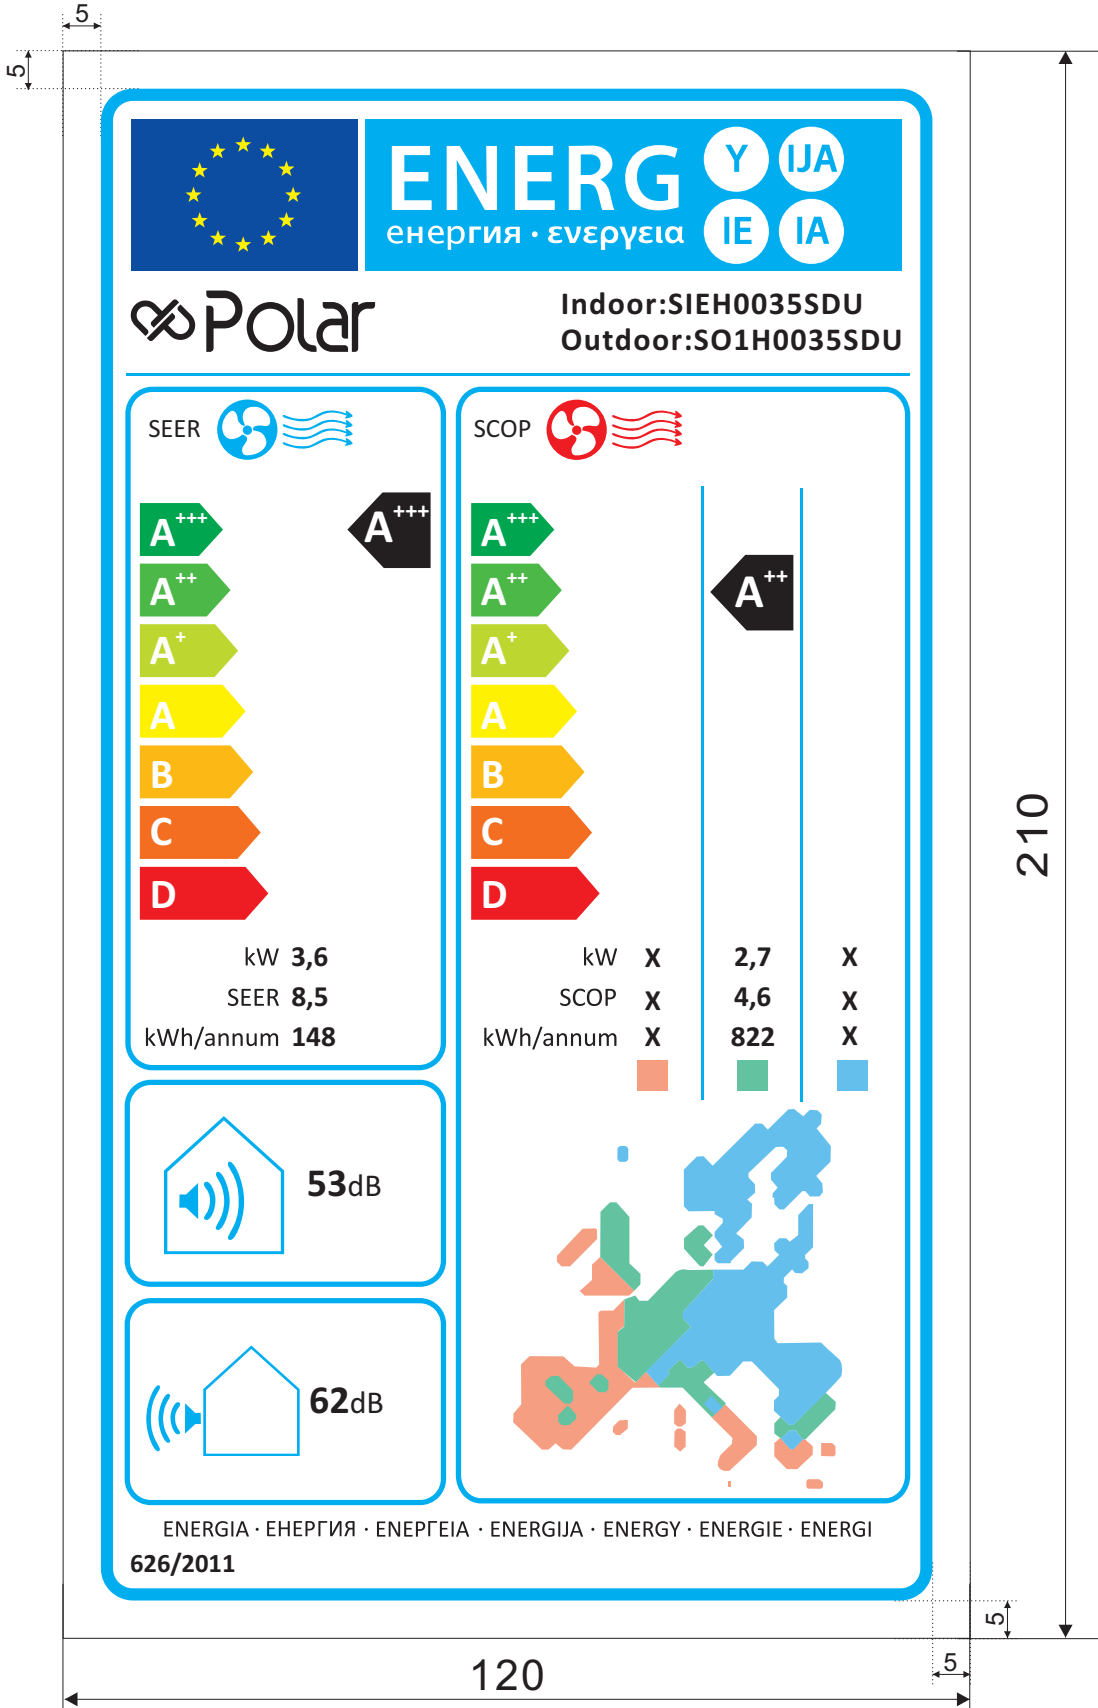 5
5
ENERG
Y IJA
енергия · ενεργεια
IE IA
Polar
Indoor:SIEH0035SDU
Outdoor:SO1H0035SDU
SEER
A+++
A++
A+
A
B
C
D
A+++
kW 3,6
SEER 8,5
kWh/annum 148
SCOP
A+++
A++
A+
A
B
C
D
A++
kW X 2,7 X
SCOP X 4,6 X
kWh/annum X 822 X
53dB
62dB
ENERGIA · ЕНЕРГИЯ · ΕΝΕΡΓΕΙΑ · ENERGIJA · ENERGY · ENERGIE · ENERGI
626/2011
210
5
5
120